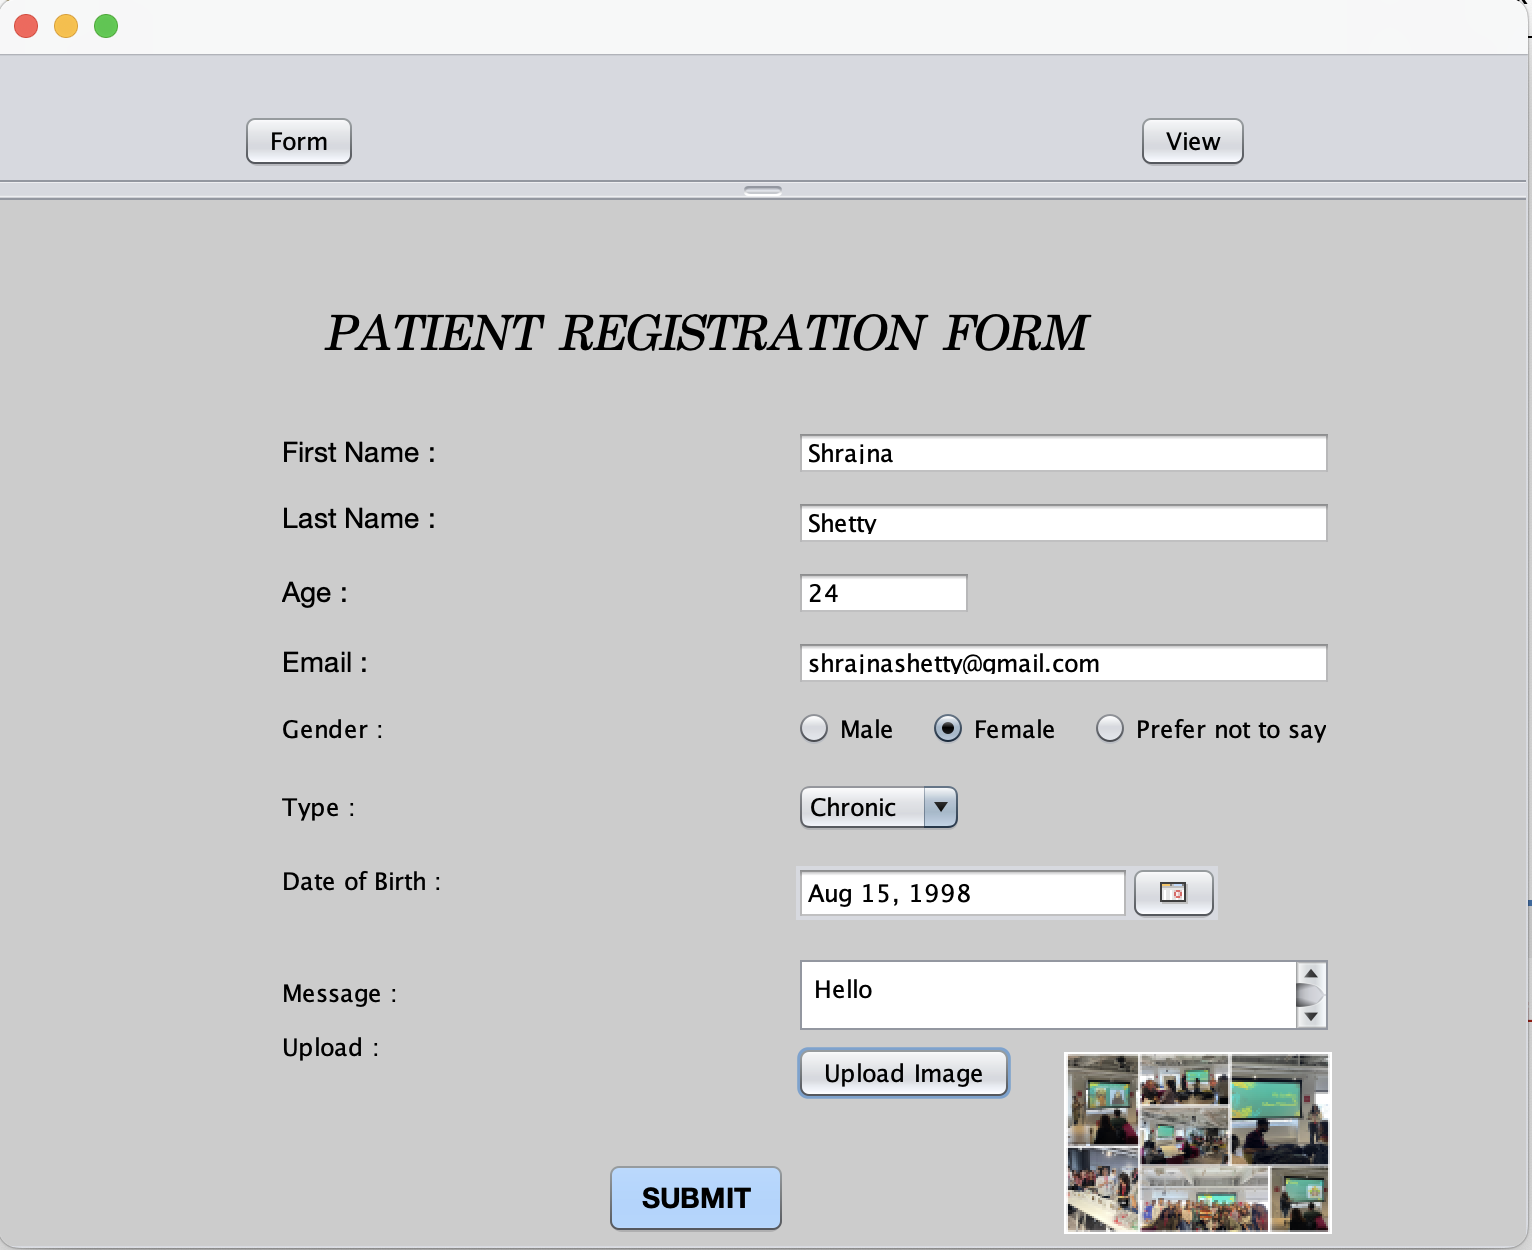 Form
View
PATIENT REGISTRATION FORM
First Name :
Shrajna
Last Name :
Shetty
Age :
24
Email :
shrajnashetty@gmail.com
Gender :
Male
Female
Prefer not to say
Type :
Chronic
Date of Birth :
Aug 15, 1998
Message :
Hello
Upload :
Upload Image
SUBMIT